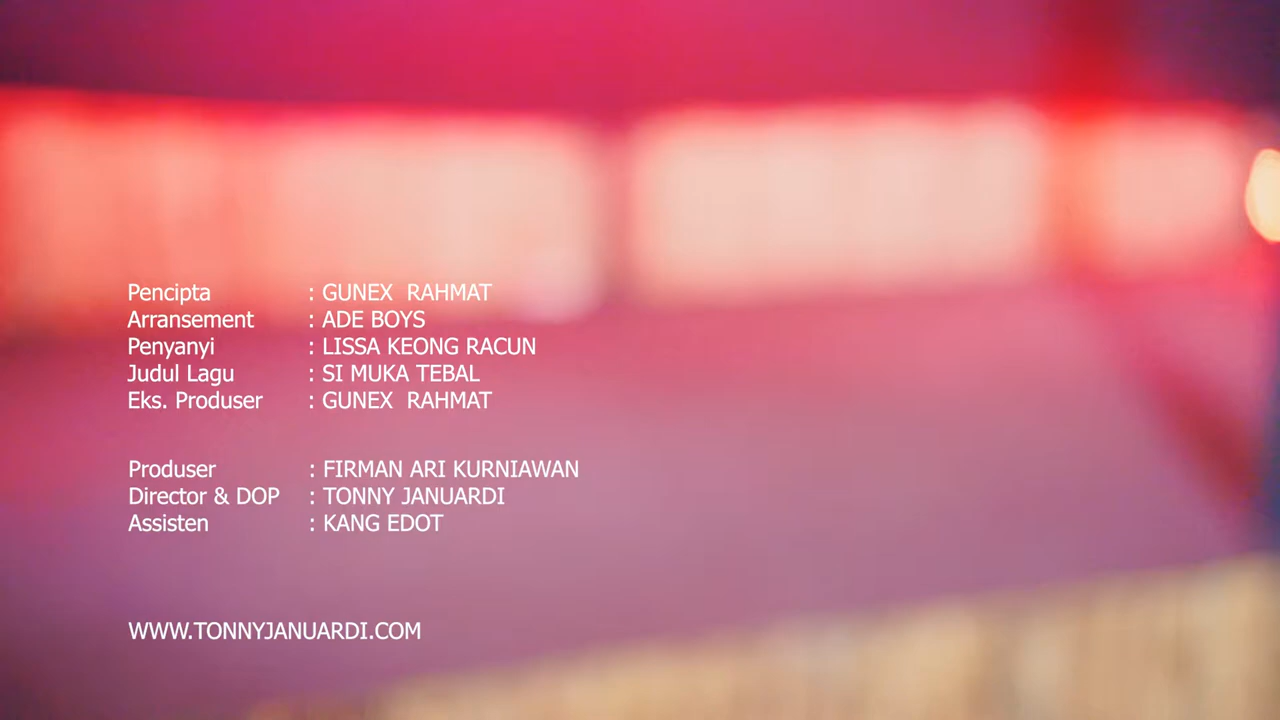 Pencipta : GUNEX RAHMAT
Arransement : ADE BOYS
Penyanyi : LISSA KEONG RACUN
Judul Lagu : SI MUKA TEBAL
Eks. Produser : GUNEX RAHMAT
Produser : FIRMAN ARI KURNIAWAN
Director & DOP : TONNY JANUARDI
Assisten : KANG EDOT
WWW.TONNYJANUARDI.COM